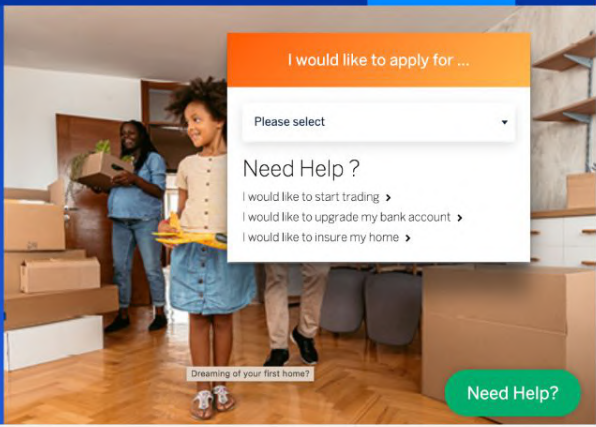 I would like to apply for ...
Please select
Need Help ?
I would like to start trading
I would like to upgrade my bank account
I would like to insure my home
Dreaming of your first home?
Need Help?